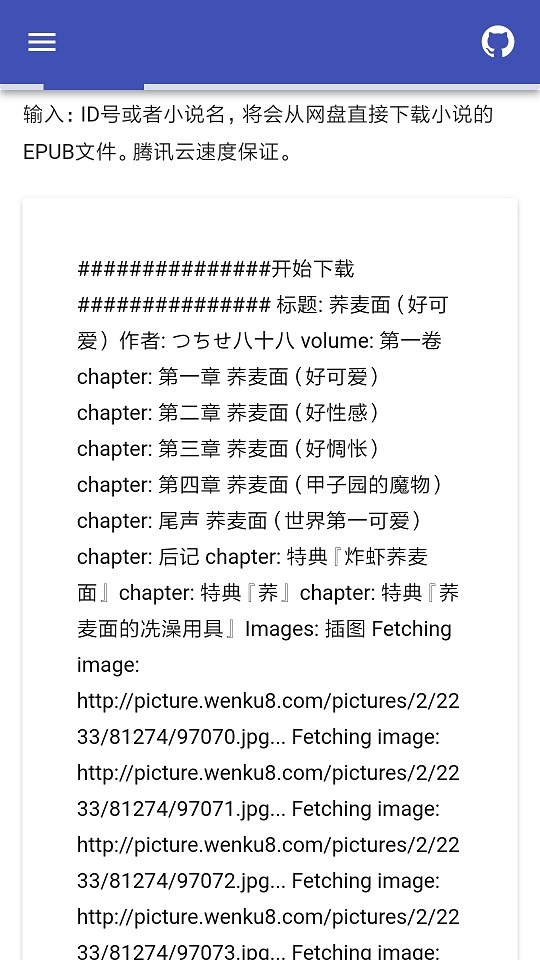 输入：ID号或者小说名，将会从网盘直接下载小说的
EPUB文件。腾讯云速度保证。
###############开始下载
############### 标题: 荞麦面（好可
爱）作者: つちせ八十八 volume: 第一卷
chapter: 第一章 荞麦面（好可爱）
chapter: 第二章 荞麦面（好性感）
chapter: 第三章 荞麦面（好惆怅）
chapter: 第四章 荞麦面（甲子园的魔物）
chapter: 尾声 荞麦面（世界第一可爱）
chapter: 后记 chapter: 特典『炸虾荞麦
面』chapter: 特典『荞』chapter: 特典『荞
麦面的冼澡用具』Images: 插图 Fetching
image:
http://picture.wenku8.com/pictures/2/22
33/81274/97070.jpg... Fetching image:
http://picture.wenku8.com/pictures/2/22
33/81274/97071.jpg... Fetching image:
http://picture.wenku8.com/pictures/2/22
33/81274/97072.jpg... Fetching image:
http://picture.wenku8.com/pictures/2/22
33/81274/97073.jpg... Fetching image: